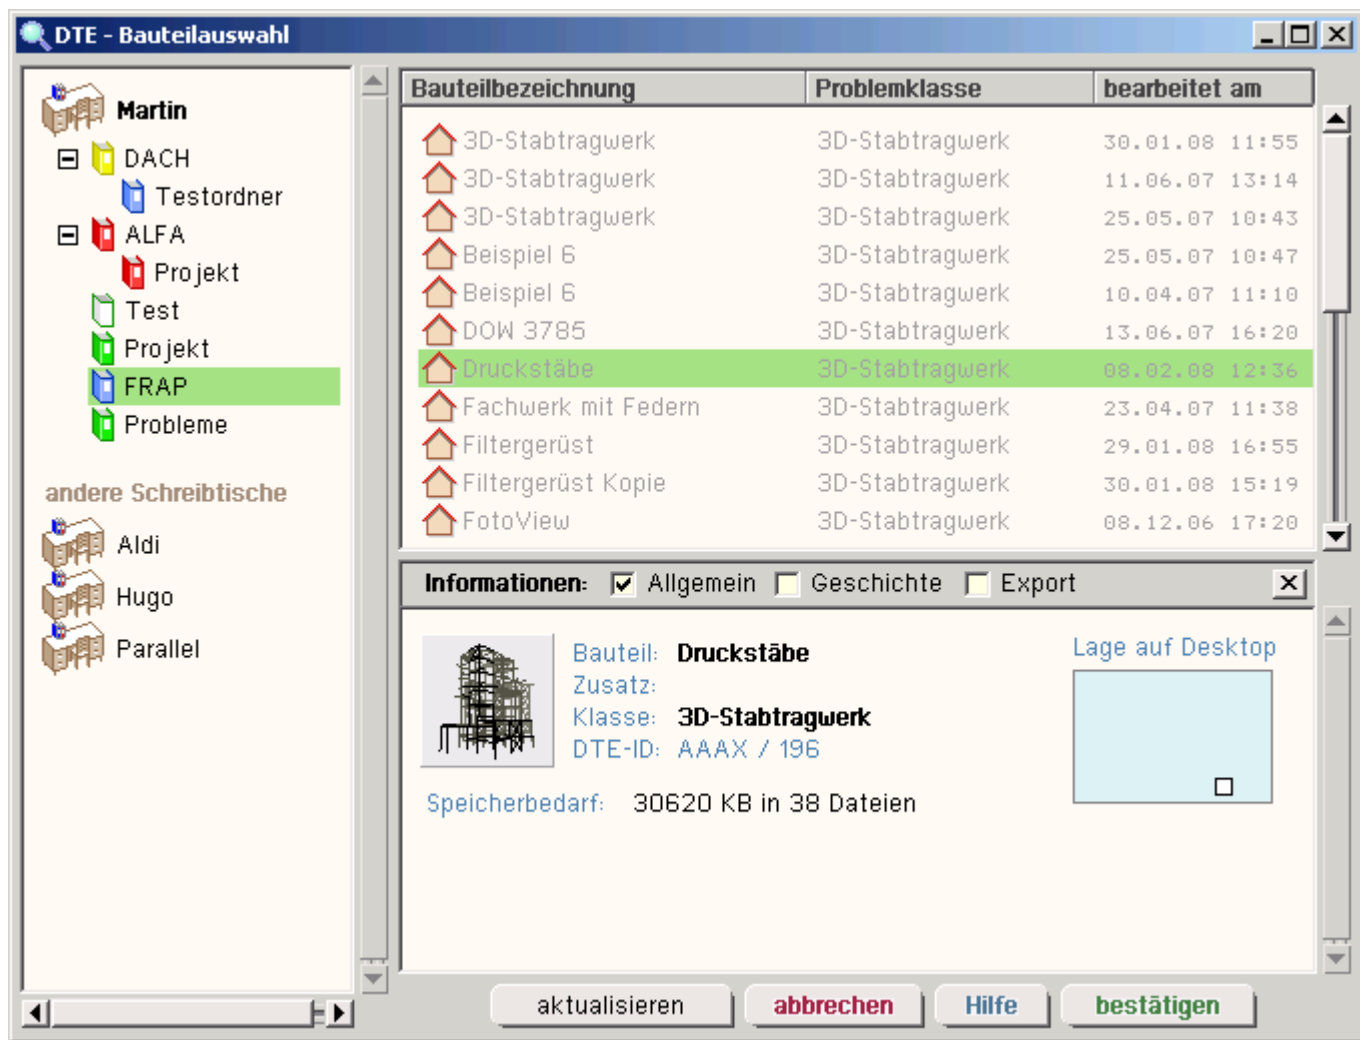 DTE - Bauteilauswahl
Martin
DACH
Testordner
ALFA
Projekt
Test
Projekt
FRAP
Probleme
andere Schreibtische
Aldi
Hugo
Parallel
Bauteilbezeichnung Problemklasse bearbeitet am
3D-Stabtragwerk 3D-Stabtragwerk 30.01.08 11:55
3D-Stabtragwerk 3D-Stabtragwerk 11.06.07 13:14
3D-Stabtragwerk 3D-Stabtragwerk 25.05.07 10:43
Beispiel 6 3D-Stabtragwerk 25.05.07 10:47
Beispiel 6 3D-Stabtragwerk 10.04.07 11:10
DOW 3785 3D-Stabtragwerk 13.06.07 16:20
Druckstäbe 3D-Stabtragwerk 08.02.08 12:36
Fachwerk mit Federn 3D-Stabtragwerk 23.04.07 11:38
Filtergerüst 3D-Stabtragwerk 29.01.08 16:55
Filtergerüst Kopie 3D-Stabtragwerk 30.01.08 15:19
FotoView 3D-Stabtragwerk 08.12.06 17:20
Informationen: Allgemein Geschichte Export
Bauteil: Druckstäbe
Zusatz:
Klasse: 3D-Stabtragwerk
DTE-ID: AAAX / 196
Lage auf Desktop
Speicherbedarf: 30620 KB in 38 Dateien
aktualisieren abbrechen Hilfe bestätigen